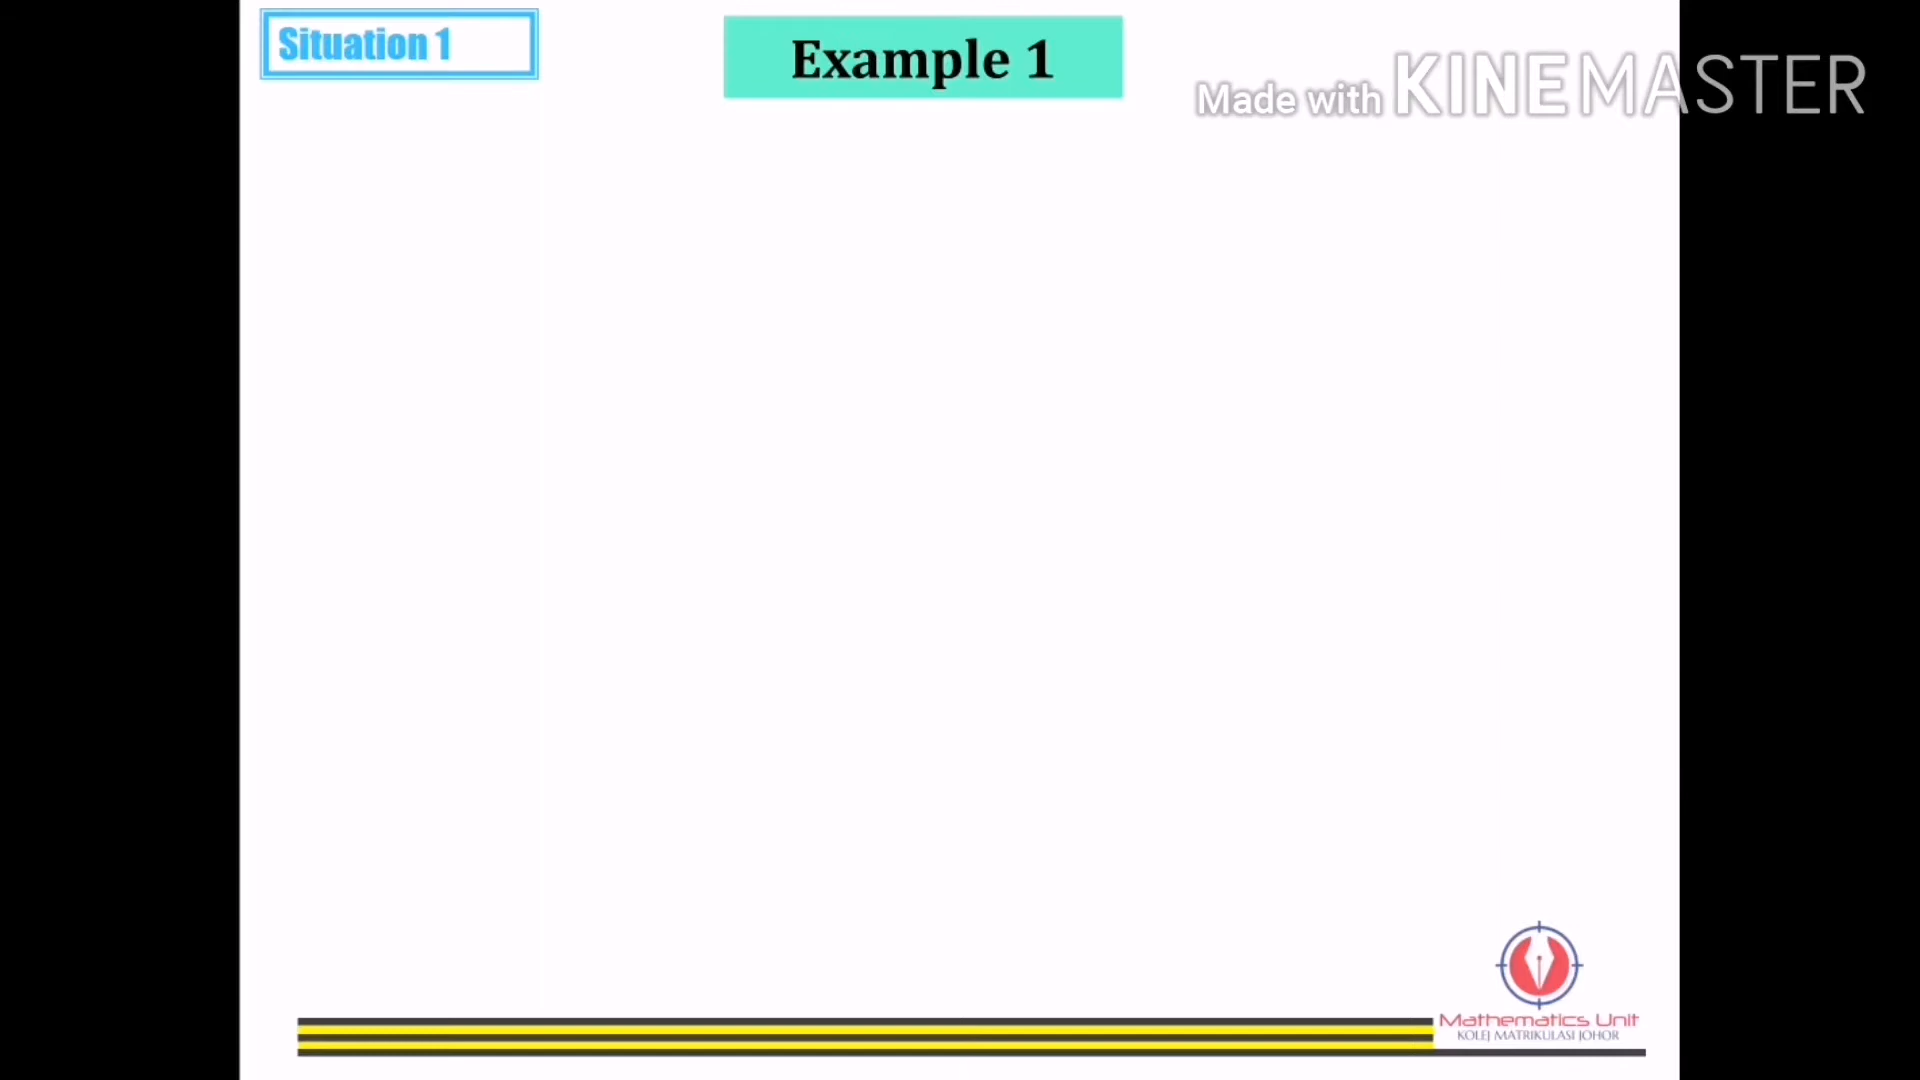 Situation 1
Example 1
Made with KINEMASTER
Mathematics Unit
KOLEJ MATRIKULASI JOHOR